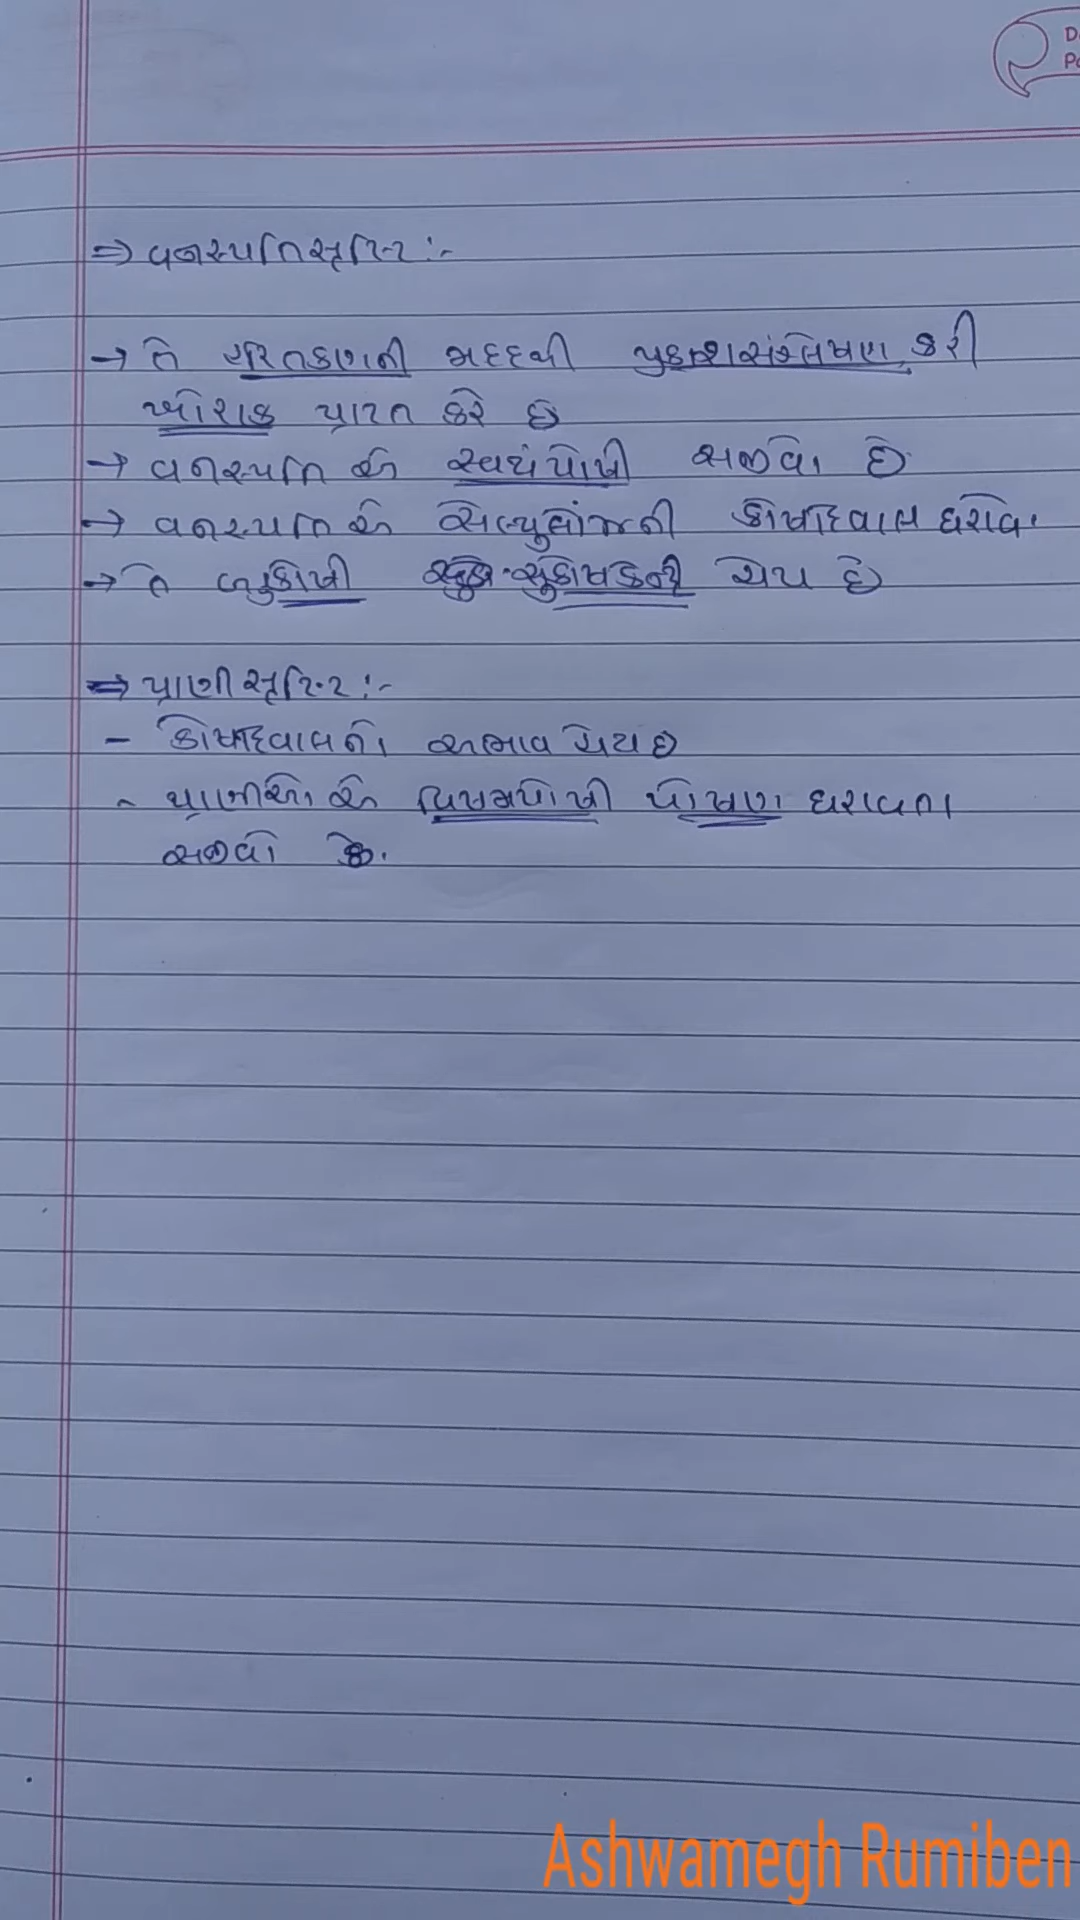 ⇒ વનસ્પતિસૃષ્ટિ :-
→ તે હરિતકણની મદદથી પ્રકાશસંશ્લેષણ કરી
ખોરાક પ્રાપ્ત કરે છે
→ વનસ્પતિ એ સ્વયંપોષી સજીવો છે
→ વનસ્પતિ એ સેલ્યુલોઝની કોષદિવાલ ધરાવે.
→ તે બહુકોષી સુકોષકેન્દ્રી હોય છે
⇒ પ્રાણીસૃષ્ટિ :-
- કોષદિવાલનો અભાવ હોય છે
- પ્રાણીઓ એ વિષમપોષી પોષણ ધરાવતા
સજીવો છે.
Ashwamegh Rumiben